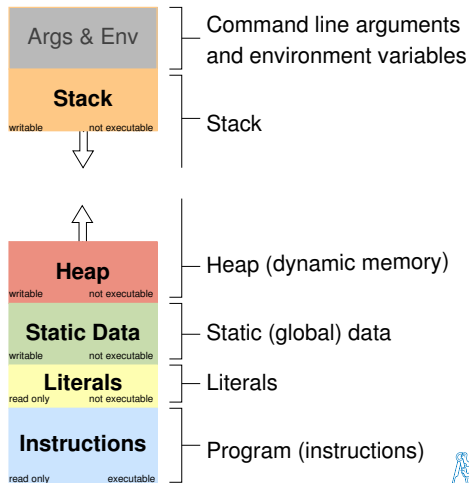 Args & Env
Command line arguments
and environment variables
Stack
writable not executable
Stack
Heap
writable not executable
Heap (dynamic memory)
Static Data
writable not executable
Static (global) data
Literals
read only not executable
Literals
Instructions
read only executable
Program (instructions)